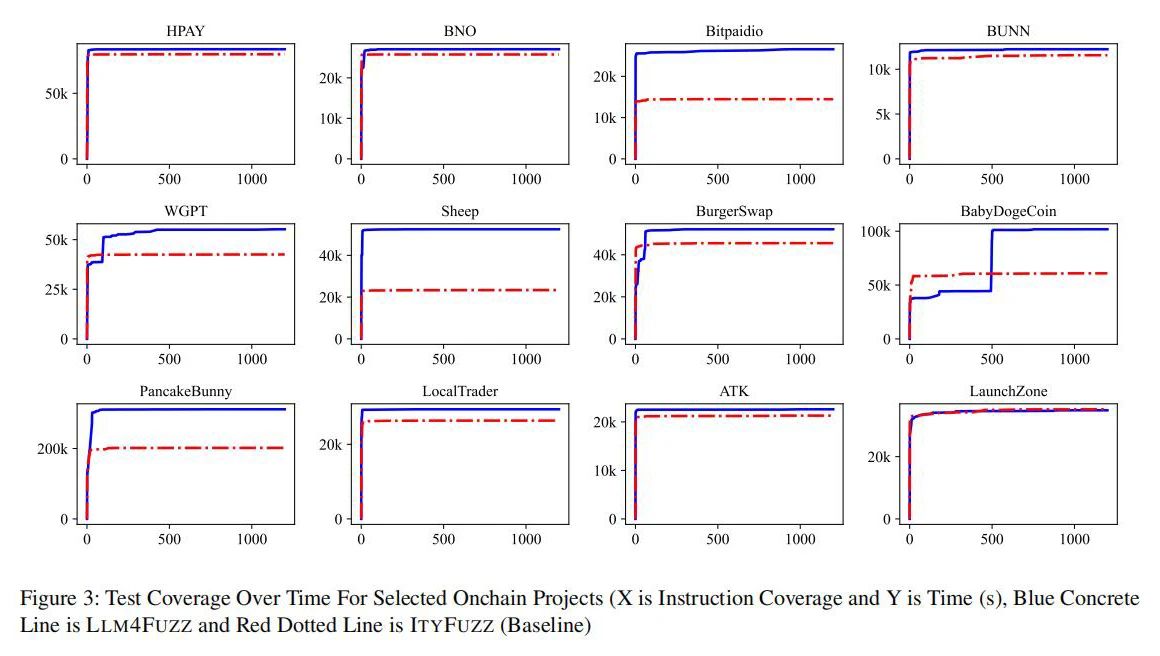 HPAY BNO Bitpaidio BUNN
50k 0 0 500 1000
20k 10k 0 0 500 1000
20k 10k 0 0 500 1000
10k 5k 0 0 500 1000
WGPT Sheep BurgerSwap BabyDogeCoin
50k 25k 0 0 500 1000
40k 20k 0 0 500 1000
40k 20k 0 0 500 1000
100k 50k 0 0 500 1000
PancakeBunny LocalTrader ATK LaunchZone
200k 0 0 500 1000
20k 0 0 500 1000
20k 10k 0 0 500 1000
20k 0 0 500 1000
Figure 3: Test Coverage Over Time For Selected Onchain Projects (X is Instruction Coverage and Y is Time (s), Blue Concrete
Line is LLM4FUZZ and Red Dotted Line is ITYFUZZ (Baseline)